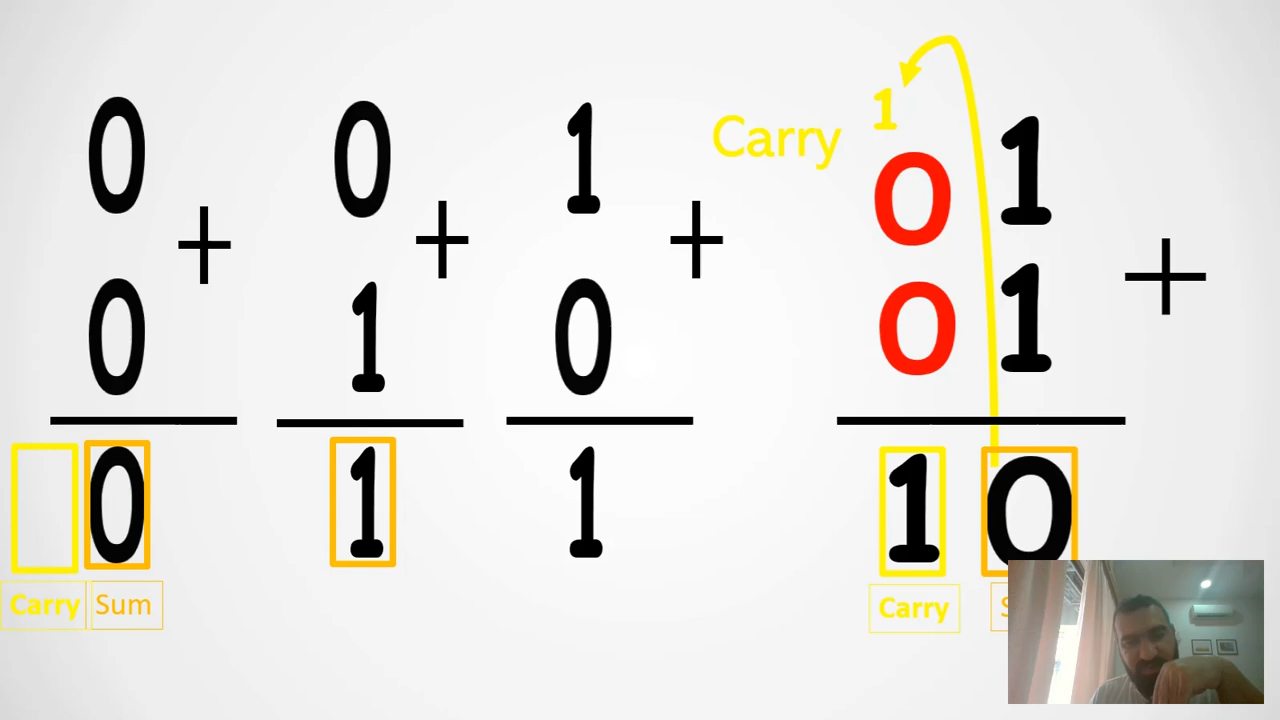 0 0 1 Carry 1 0 1
+ + + +
0 1 0 0 1
0 1 1 1 0
Carry Sum Carry